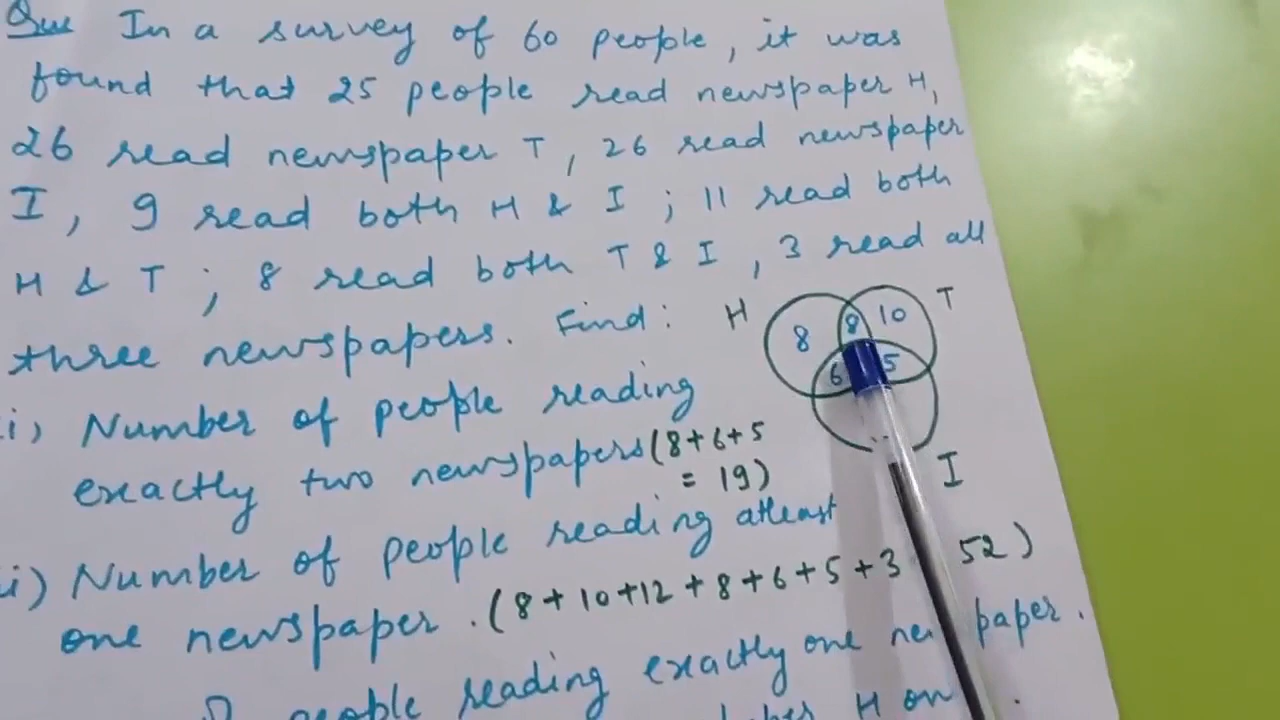 Que In a survey of 60 people, it was
found that 25 people read newspaper H,
26 read newspaper T, 26 read newspaper
I, 9 read both H & I ; 11 read both
H & T ; 8 read both T & I , 3 read all
three newspapers. Find :
H
T
8
8
10
6
5
I
i) Number of people reading
exactly two newspapers (8+6+5
= 19)
ii) Number of people reading atleast
one newspaper . (8 + 10 + 12 + 8 + 6 + 5 + 3 52)
people reading exactly one paper .
H on